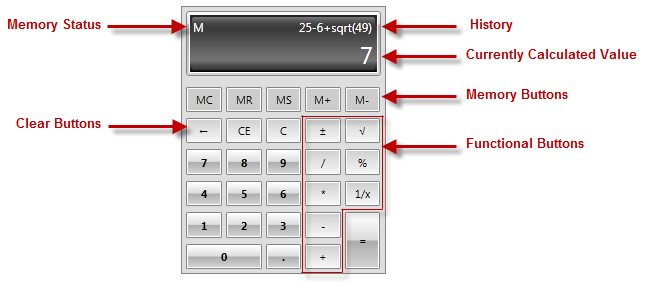 Memory Status
M 25-6+sqrt(49)
History
7
Currently Calculated Value
MC MR MS M+ M-
Memory Buttons
Clear Buttons
← CE C ± √
Functional Buttons
7 8 9 / %
4 5 6 * 1/x
1 2 3 -
=
0 . +